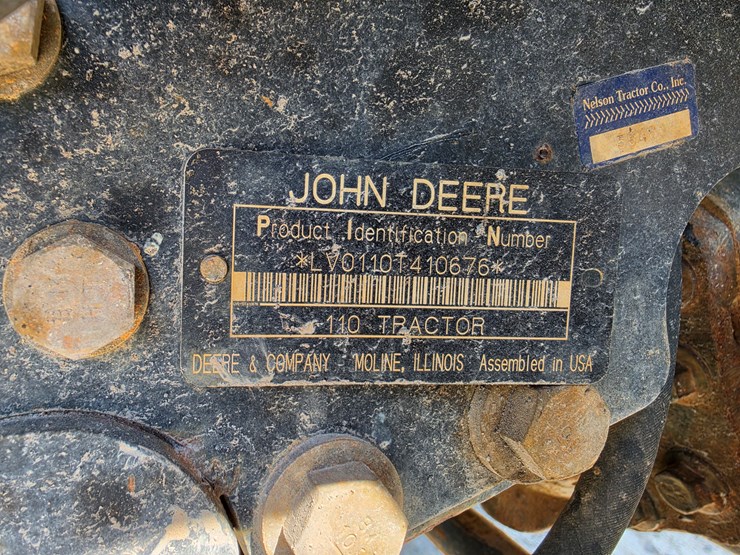 Nelson Tractor Co., Inc.
JOHN DEERE
Product Identification Number
*LV0110T410676*
110 TRACTOR
DEERE & COMPANY MOLINE, ILLINOIS Assembled in USA